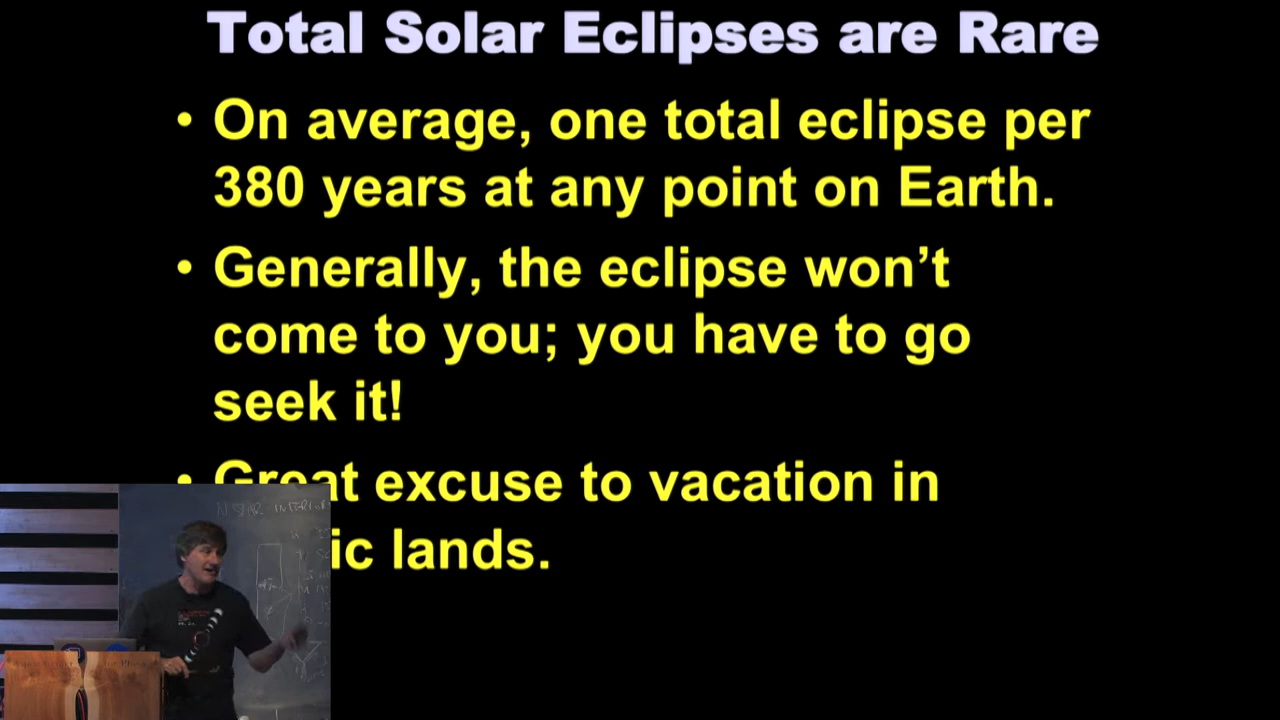 Total Solar Eclipses are Rare
• On average, one total eclipse per
380 years at any point on Earth.
• Generally, the eclipse won't
come to you; you have to go
seek it!
• Great excuse to vacation in
lands.